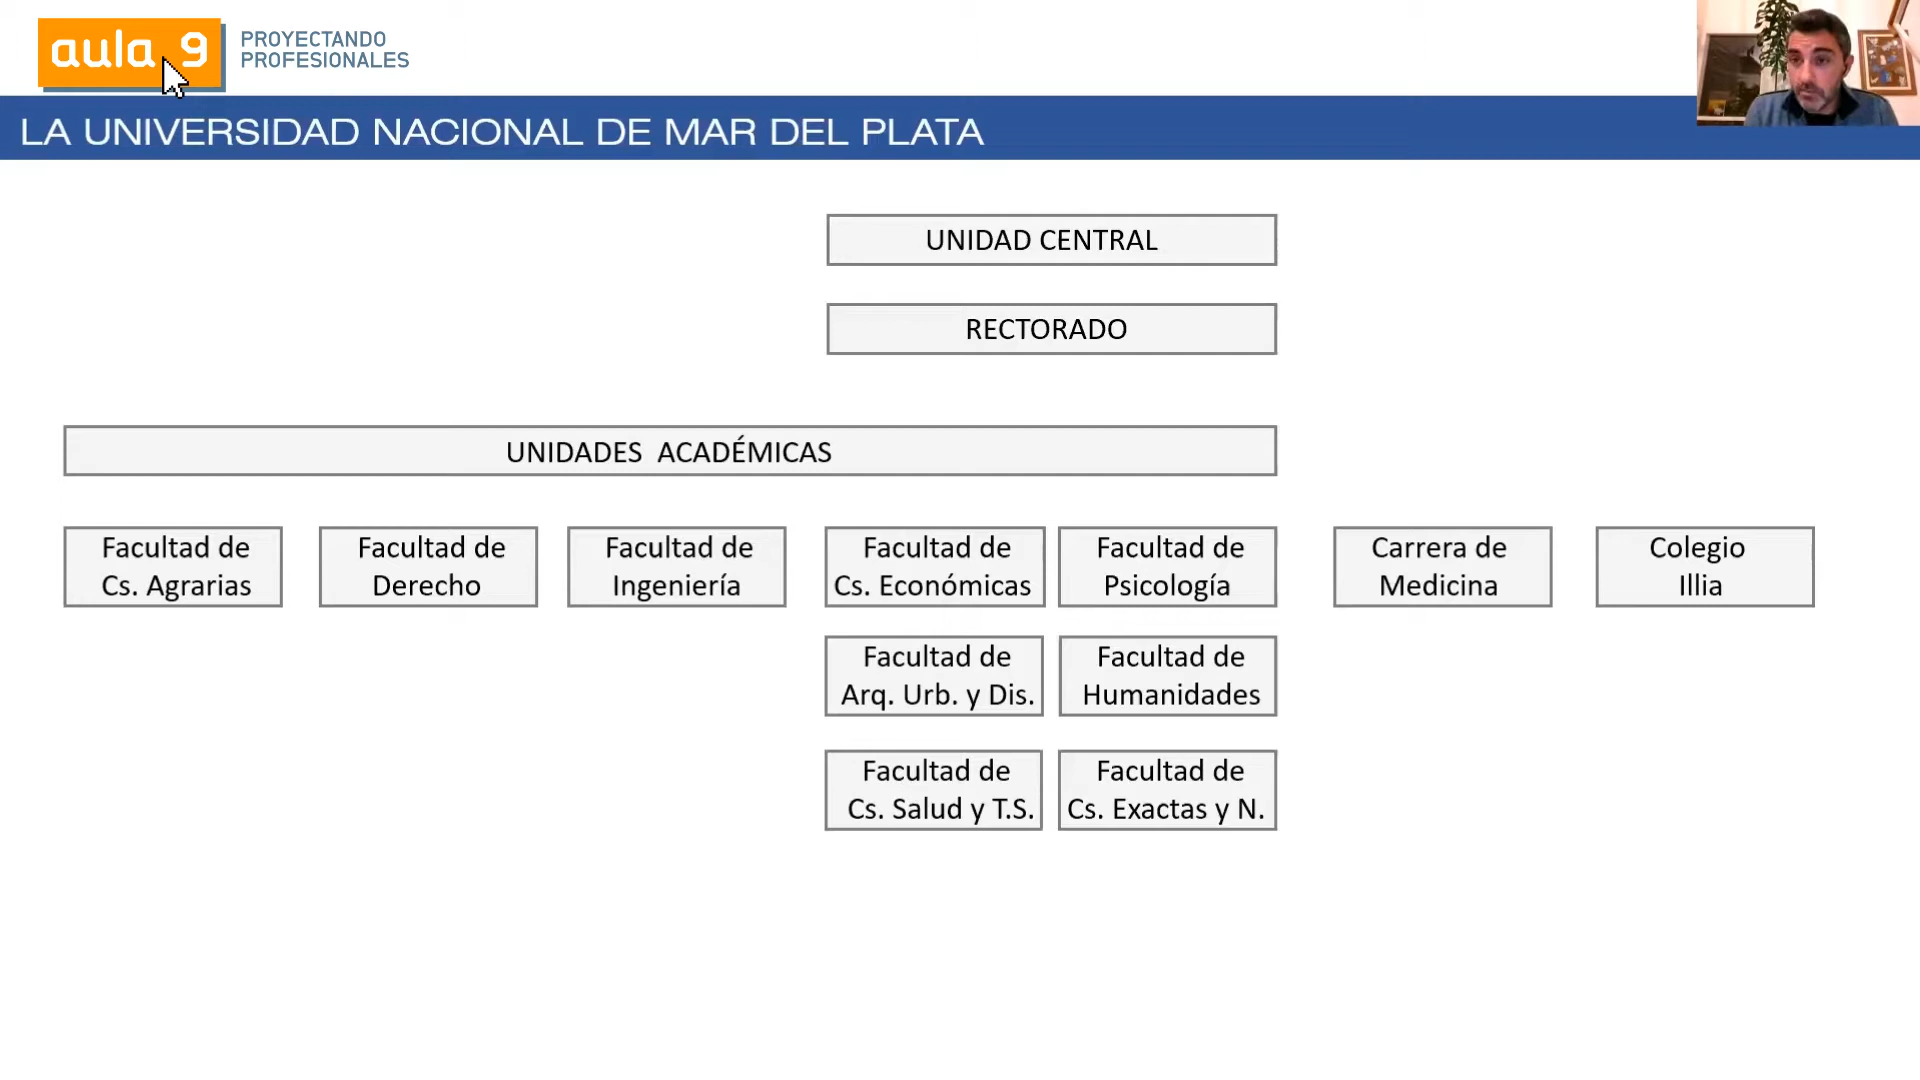 aula 9
PROYECTANDO
PROFESIONALES
LA UNIVERSIDAD NACIONAL DE MAR DEL PLATA
UNIDAD CENTRAL
RECTORADO
UNIDADES ACADÉMICAS
Facultad de
Cs. Agrarias
Facultad de
Derecho
Facultad de
Ingeniería
Facultad de
Cs. Económicas
Facultad de
Psicología
Carrera de
Medicina
Colegio
Illia
Facultad de
Arq. Urb. y Dis.
Facultad de
Humanidades
Facultad de
Cs. Salud y T.S.
Facultad de
Cs. Exactas y N.